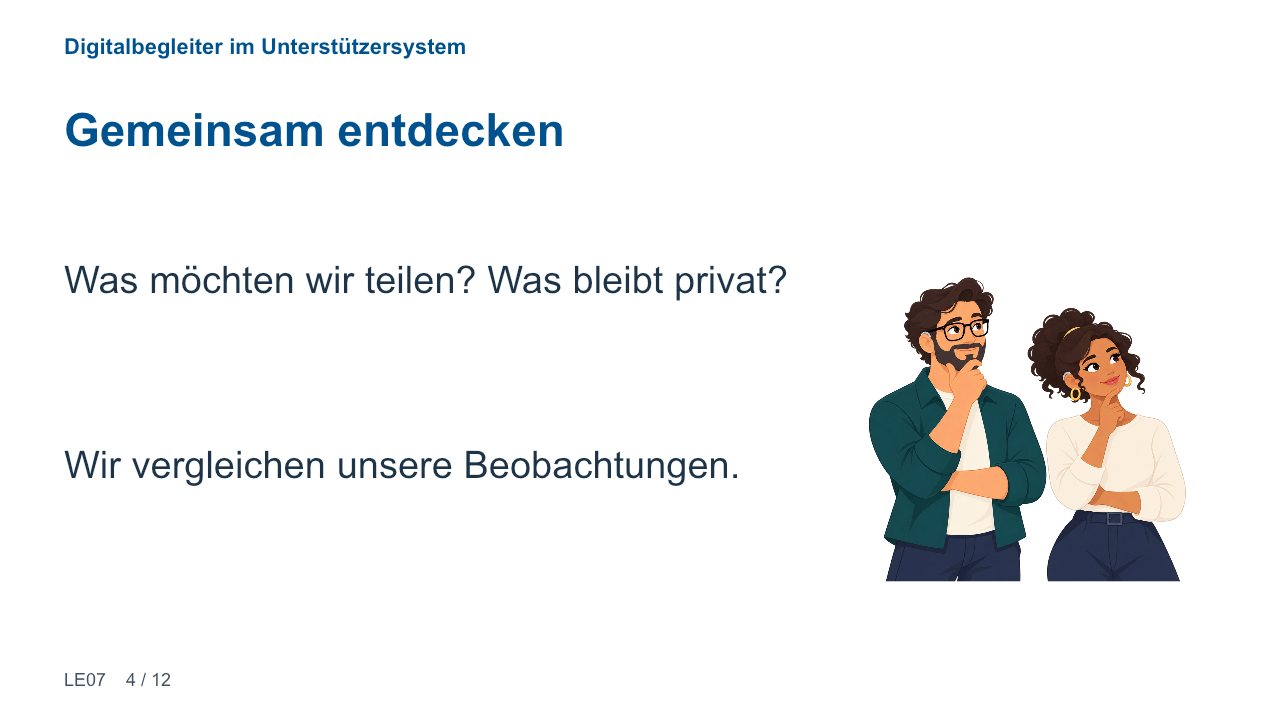 Digitalbegleiter im Unterstützersystem
Gemeinsam entdecken
Was möchten wir teilen? Was bleibt privat?
Wir vergleichen unsere Beobachtungen.
LE07 4 / 12